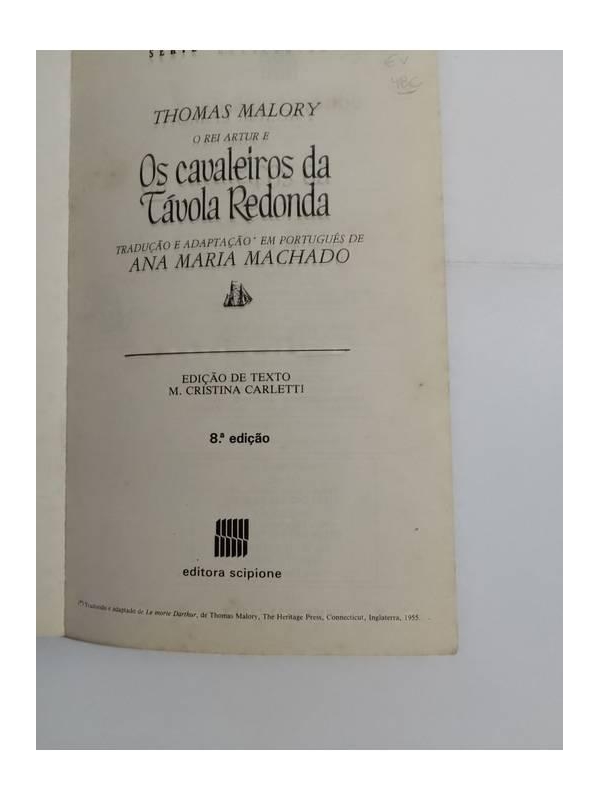 THOMAS MALORY
O REI ARTUR E
Os cavaleiros da
Távola Redonda
TRADUÇÃO E ADAPTAÇÃO* EM PORTUGUÊS DE
ANA MARIA MACHADO
EDIÇÃO DE TEXTO
M. CRISTINA CARLETTI
8.ª edição
editora scipione
(*) Traduzido e adaptado de Le morte Darthur, de Thomas Malory, The Heritage Press, Connecticut, Inglaterra, 1955.